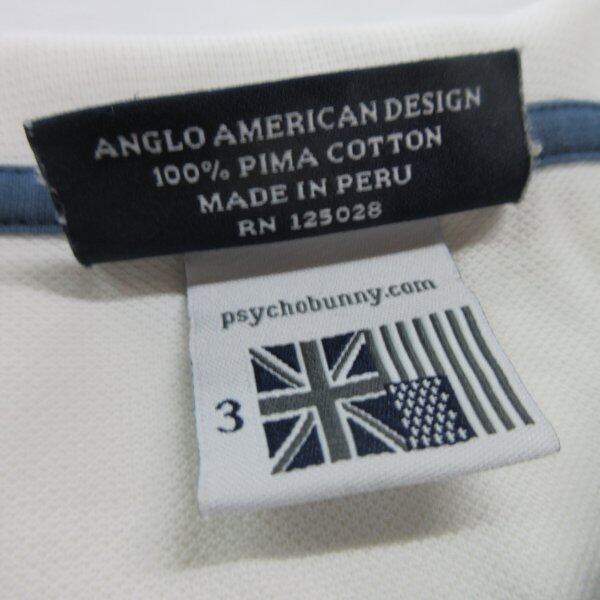 ANGLO AMERICAN DESIGN
100% PIMA COTTON
MADE IN PERU
RN 125028
psychobunny.com
3